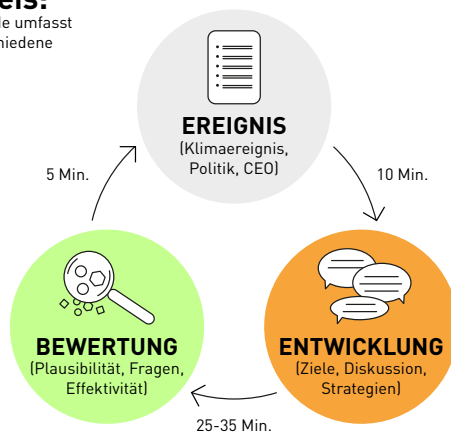 le umfasst
hiedene
EREIGNIS
(Klimaereignis,
Politik, CEO)
5 Min.
10 Min.
BEWERTUNG
(Plausibilität, Fragen,
Effektivität)
ENTWICKLUNG
(Ziele, Diskussion,
Strategien)
25-35 Min.